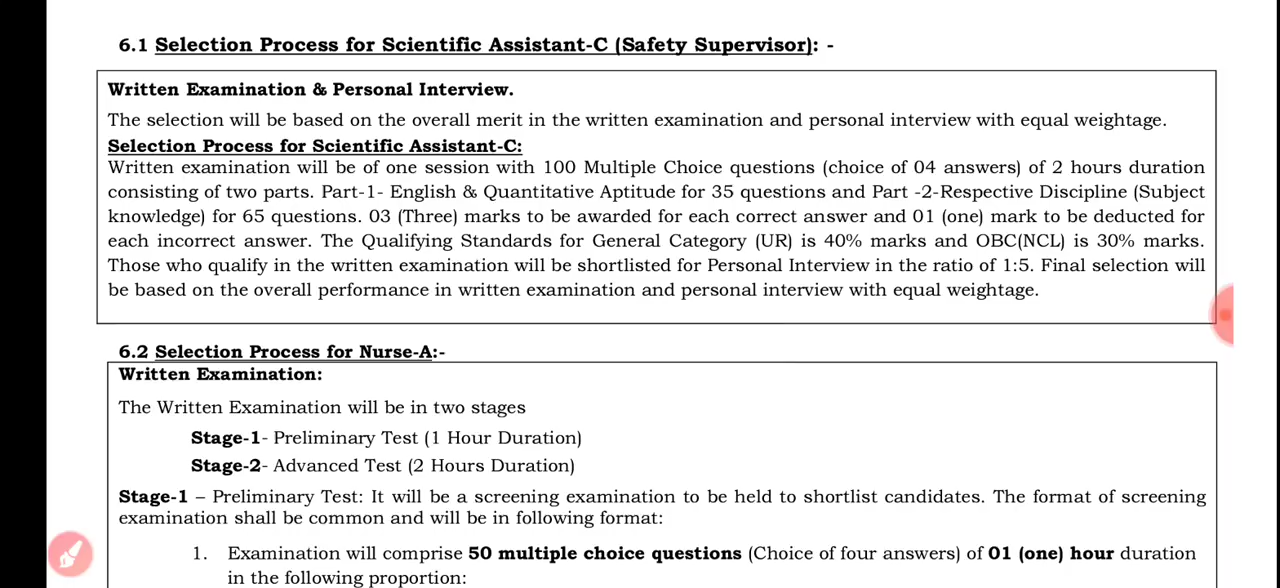 6.1 Selection Process for Scientific Assistant-C (Safety Supervisor): -
Written Examination & Personal Interview.
The selection will be based on the overall merit in the written examination and personal interview with equal weightage.
Selection Process for Scientific Assistant-C:
Written examination will be of one session with 100 Multiple Choice questions (choice of 04 answers) of 2 hours duration
consisting of two parts. Part-1- English & Quantitative Aptitude for 35 questions and Part -2-Respective Discipline (Subject
knowledge) for 65 questions. 03 (Three) marks to be awarded for each correct answer and 01 (one) mark to be deducted for
each incorrect answer. The Qualifying Standards for General Category (UR) is 40% marks and OBC(NCL) is 30% marks.
Those who qualify in the written examination will be shortlisted for Personal Interview in the ratio of 1:5. Final selection will
be based on the overall performance in written examination and personal interview with equal weightage.
6.2 Selection Process for Nurse-A:-
Written Examination:
The Written Examination will be in two stages
Stage-1- Preliminary Test (1 Hour Duration)
Stage-2- Advanced Test (2 Hours Duration)
Stage-1 – Preliminary Test: It will be a screening examination to be held to shortlist candidates. The format of screening
examination shall be common and will be in following format:
1. Examination will comprise 50 multiple choice questions (Choice of four answers) of 01 (one) hour duration
in the following proportion: